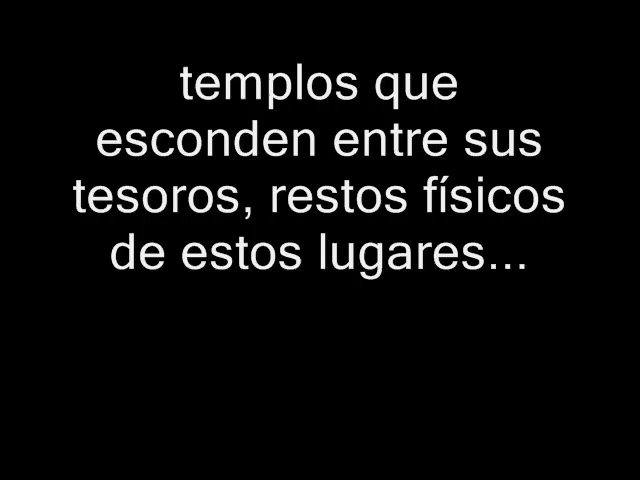 templos que
esconden entre sus
tesoros, restos físicos
de estos lugares...